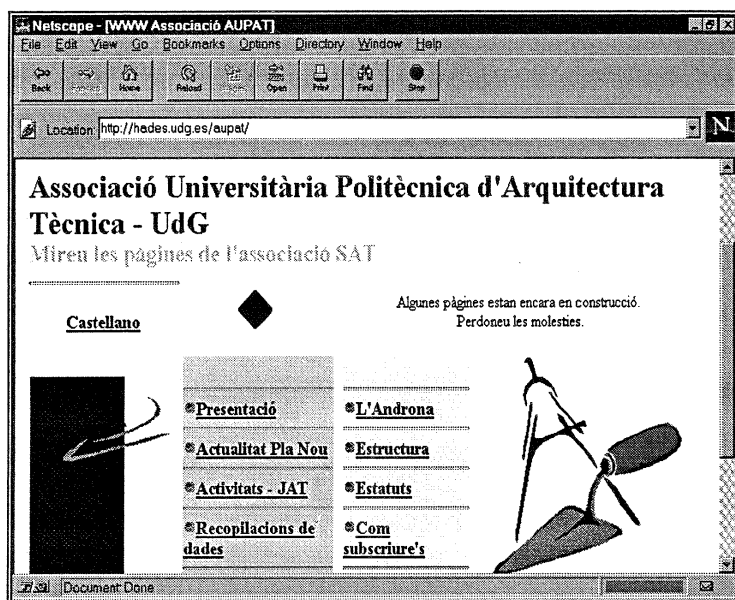 Netscape - [WWW Associació AUPAT]
File Edit View Go Bookmarks Options Directory Window Help
Back Forward Home Reload Images Open Print Find Stop
Location: http://hades.udg.es/aupat/
N
Associació Universitària Politècnica d'Arquitectura
Tècnica - UdG
Miren les pàgines de l'associació SAT
Castellano
Algunes pàgines estan encara en construcció.
Perdoneu les molesties.
Presentació
Actualitat Pla Nou
Activitats - JAT
Recopilacions de
dades
L'Androna
Estructura
Estatuts
Com
subscriure's
Document: Done